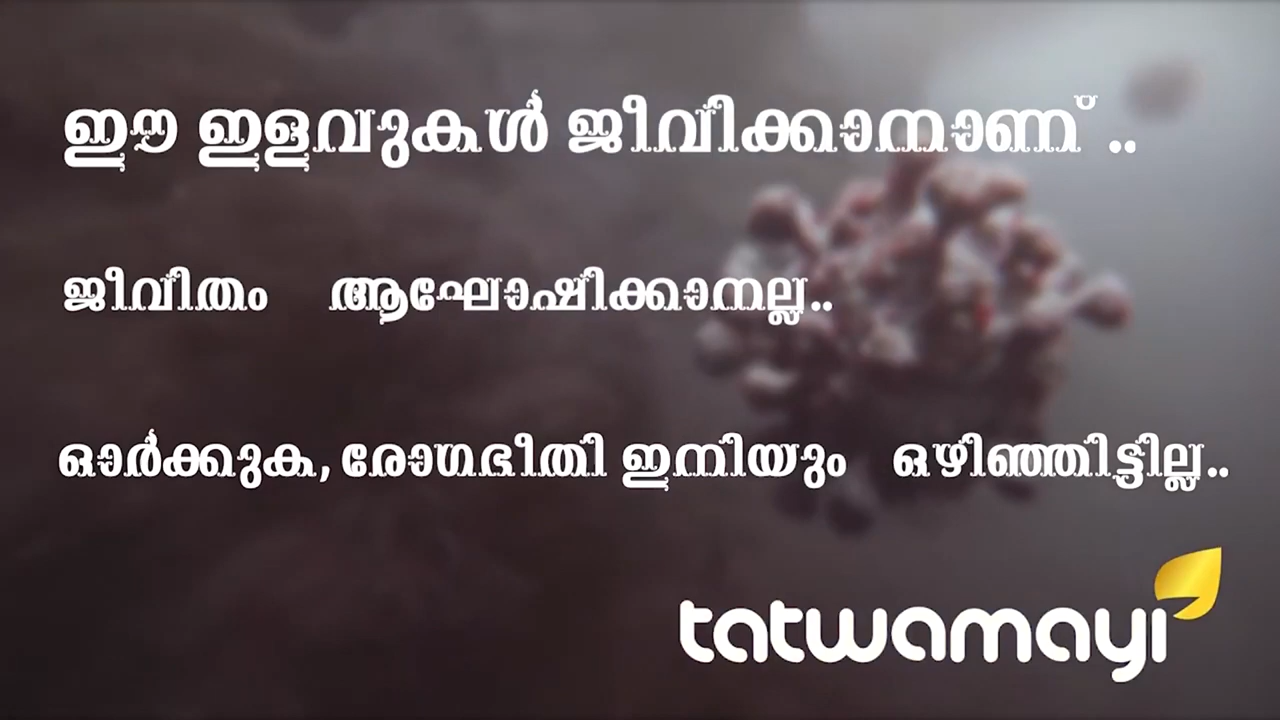 ഈ ഇളവുകൾ ജീവിക്കാനാണ് ..
ജീവിതം ആഘോഷിക്കാനല്ല..
ഓർക്കുക, രോഗഭീതി ഇനിയും ഒഴിഞ്ഞിട്ടില്ല..
tatwamayi